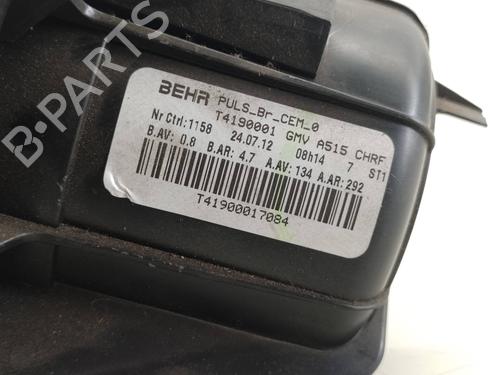 BEHR PULS_Br_CEM_0
T4190001 GMV A515 CHRF
Nr Ctrl:1158 24.07.12 08h14 7 ST1
B.AV: 0.8 B.AR: 4.7 A.AV: 134 A.AR: 292
T41900017084
B-PARTS